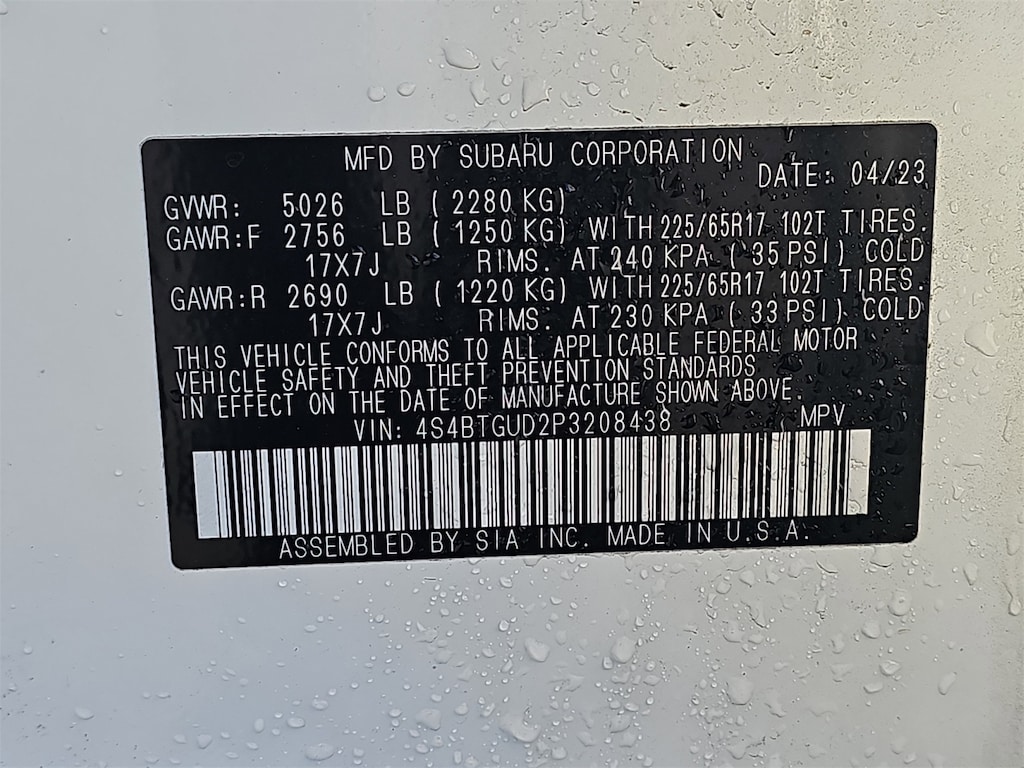 MFD BY SUBARU CORPORATION
DATE: 04/23
GVWR: 5026 LB ( 2280 KG)
GAWR:F 2756 LB ( 1250 KG) WITH 225/65R17 102T TIRES.
17X7J RIMS. AT 240 KPA ( 35 PSI) COLD
GAWR:R 2690 LB ( 1220 KG) WITH 225/65R17 102T TIRES.
17X7J RIMS. AT 230 KPA ( 33 PSI) COLD
THIS VEHICLE CONFORMS TO ALL APPLICABLE FEDERAL MOTOR
VEHICLE SAFETY AND THEFT PREVENTION STANDARDS
IN EFFECT ON THE DATE OF MANUFACTURE SHOWN ABOVE.
VIN: 4S4BTGUD2P3208438 MPV
ASSEMBLED BY SIA INC. MADE IN U.S.A.